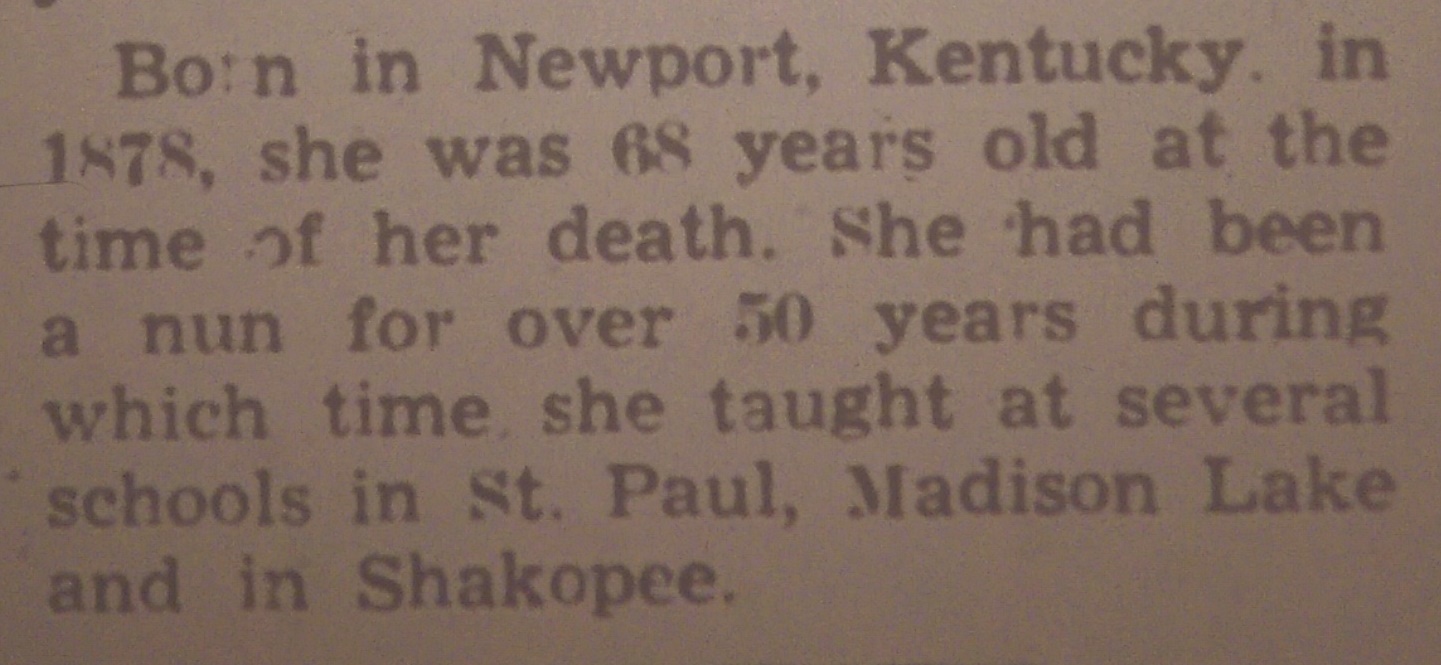 Born in Newport, Kentucky. in
1878, she was 68 years old at the
time of her death. She had been
a nun for over 50 years during
which time she taught at several
schools in St. Paul, Madison Lake
and in Shakopee.